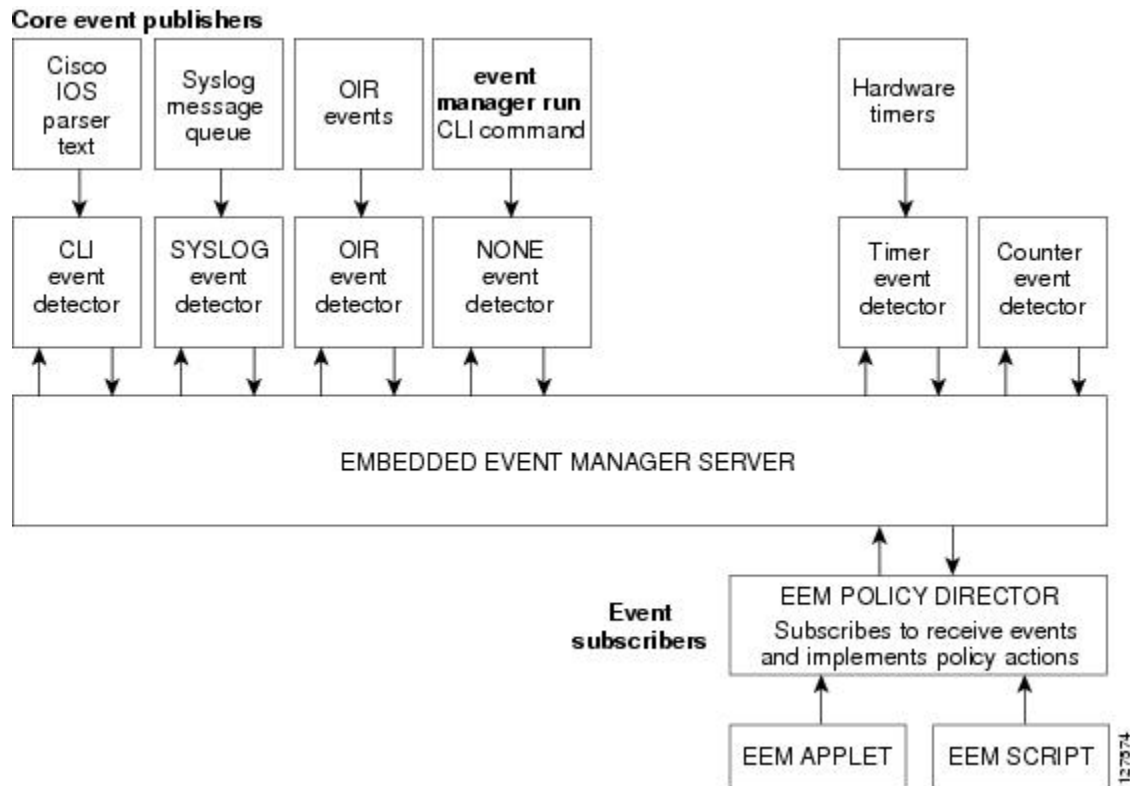 Core event publishers
Cisco
IOS
parser
text
Syslog
message
queue
OIR
events
event
manager run
CLI command
Hardware
timers
CLI
event
detector
SYSLOG
event
detector
OIR
event
detector
NONE
event
detector
Timer
event
detector
Counter
event
detector
EMBEDDED EVENT MANAGER SERVER
Event
subscribers
EEM POLICY DIRECTOR
Subscribes to receive events
and implements policy actions
EEM APPLET
EEM SCRIPT
127574